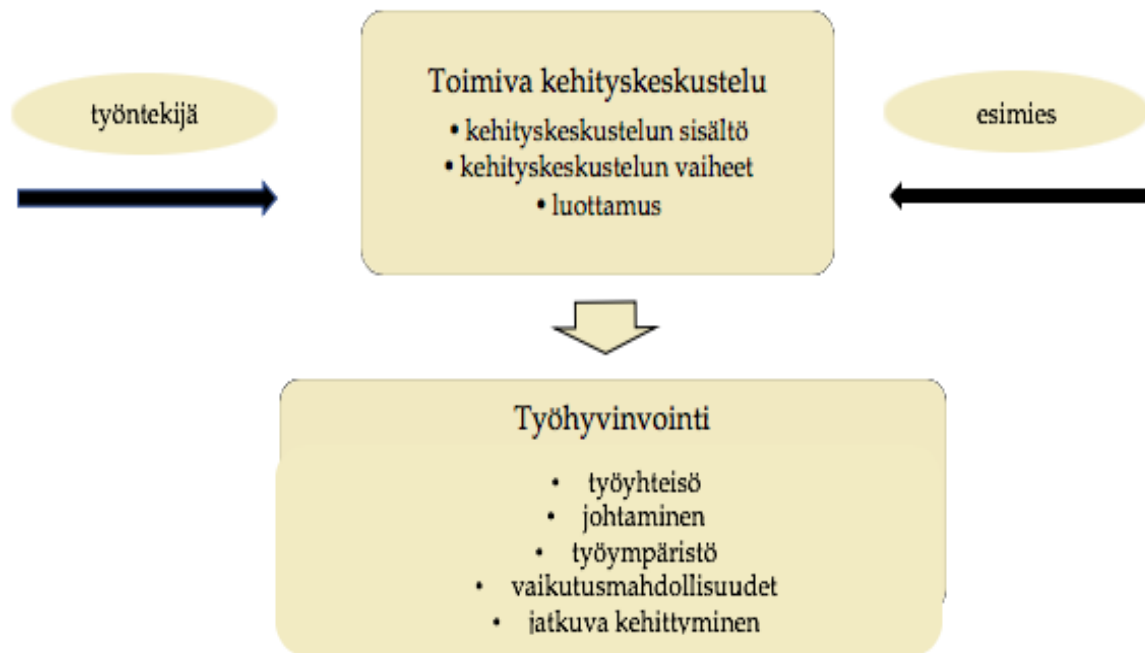 työntekijä
Toimiva kehityskeskustelu
• kehityskeskustelun sisältö
• kehityskeskustelun vaiheet
• luottamus
esimies
Työhyvinvointi
• työyhteisö
• johtaminen
• työympäristö
• vaikutusmahdollisuudet
• jatkuva kehittyminen